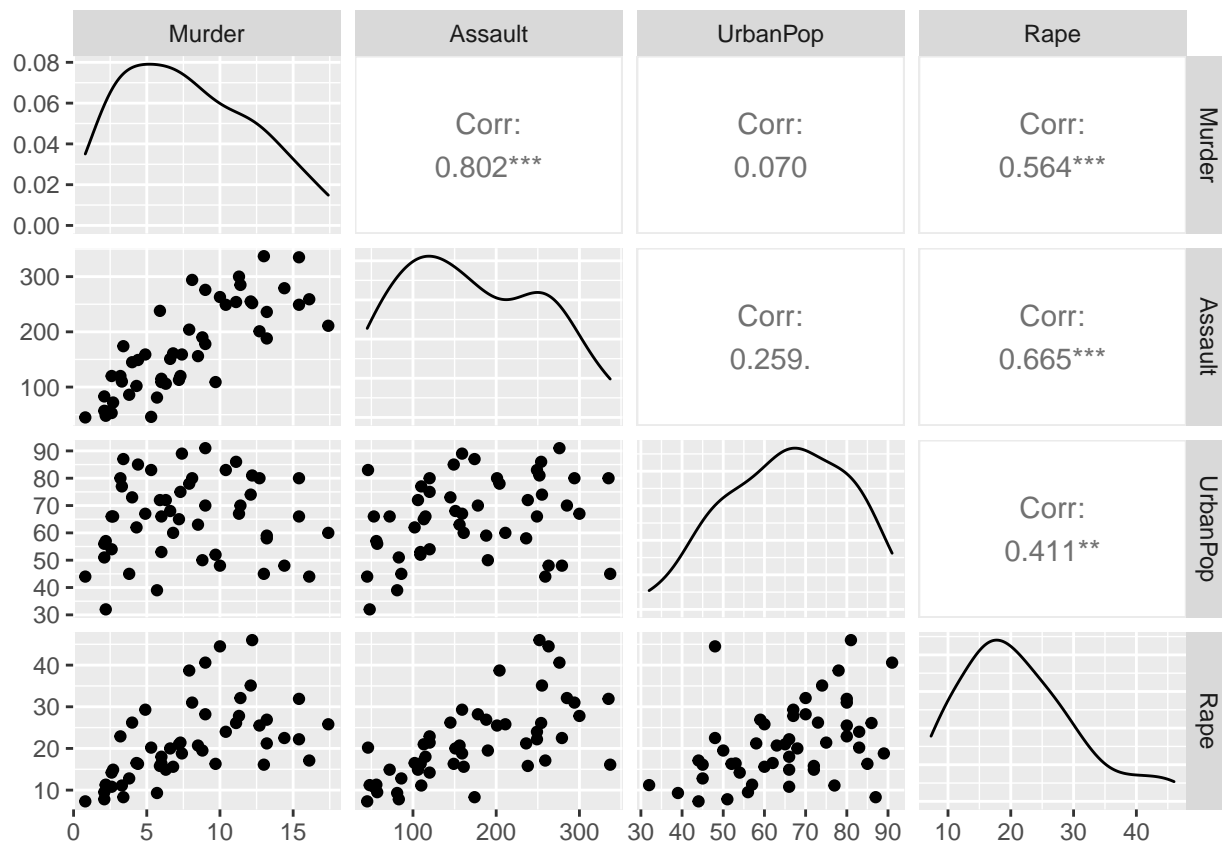 Murder Assault UrbanPop Rape
0.08
0.06
0.04
0.02
0.00
Corr:
0.802***
Corr:
0.070
Corr:
0.564***
Murder
300
200
100
Corr:
0.259.
Corr:
0.665***
Assault
90
80
70
60
50
40
30
Corr:
0.411**
UrbanPop
40
30
20
10
Rape
0 5 10 15 100 200 300 30 40 50 60 70 80 90 10 20 30 40